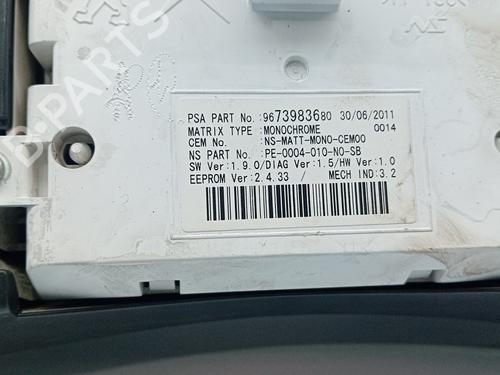 B-PARTS
PSA PART No.:9673983680 30/06/2011
MATRIX TYPE :MONOCHROME 0014
CEM No. :NS-MATT-MONO-CEM00
NS PART No. :PE-0004-010-N0-SB
SW Ver:1.9.0/DIAG Ver:1.5/HW Ver:1.0
EEPROM Ver:2.4.33 / MECH IND:3.2